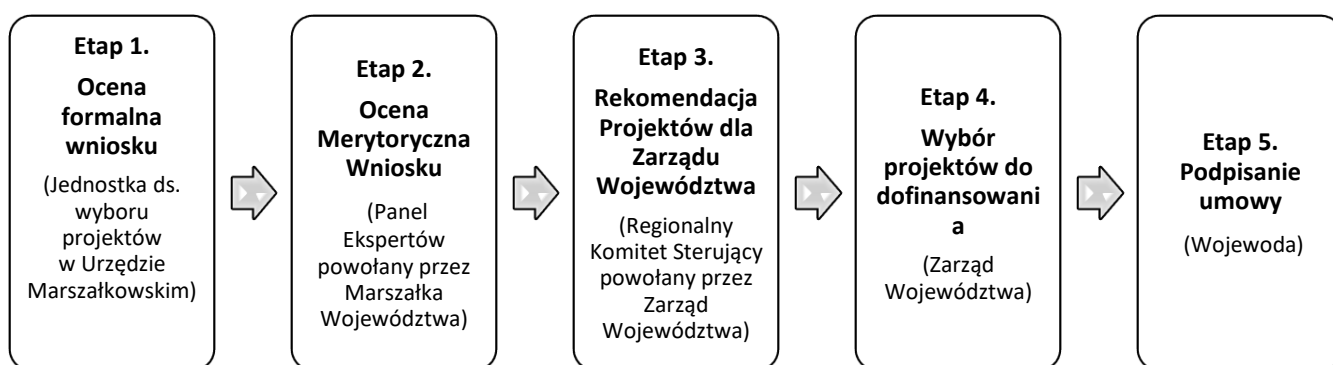 Etap 1.
Ocena
formalna
wniosku
(Jednostka ds.
wyboru
projektów
w Urzędzie
Marszałkowskim)
Etap 2.
Ocena
Merytoryczna
Wniosku
(Panel
Ekspertów
powołany przez
Marszałka
Województwa)
Etap 3.
Rekomendacja
Projektów dla
Zarządu
Województwa
(Regionalny
Komitet Sterujący
powołany przez
Zarząd
Województwa)
Etap 4.
Wybór
projektów do
dofinansowani
a
(Zarząd
Województwa)
Etap 5.
Podpisanie
umowy
(Wojewoda)